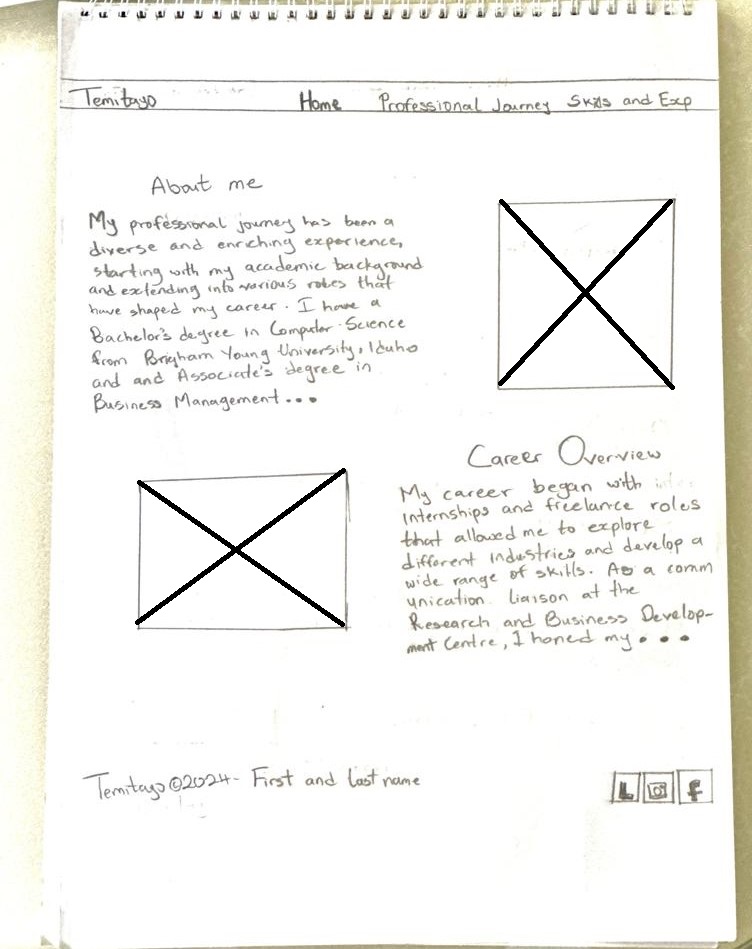 Temitayo Home Professional Journey Skills and Exp
About me
My professional journey has been a
diverse and enriching experience,
starting with my academic background
and extending into various roles that
have shaped my career. I have a
Bachelor's degree in Computer Science
from Brigham Young University, Idaho
and and Associate's degree in
Business Management...
Career Overview
My career began with
internships and freelance roles
that allowed me to explore
different industries and develop a
wide range of skills. As a comm
unication liaison at the
Research and Business Develop-
ment Centre, I honed my...
Temitayo©2024- First and last name
L f